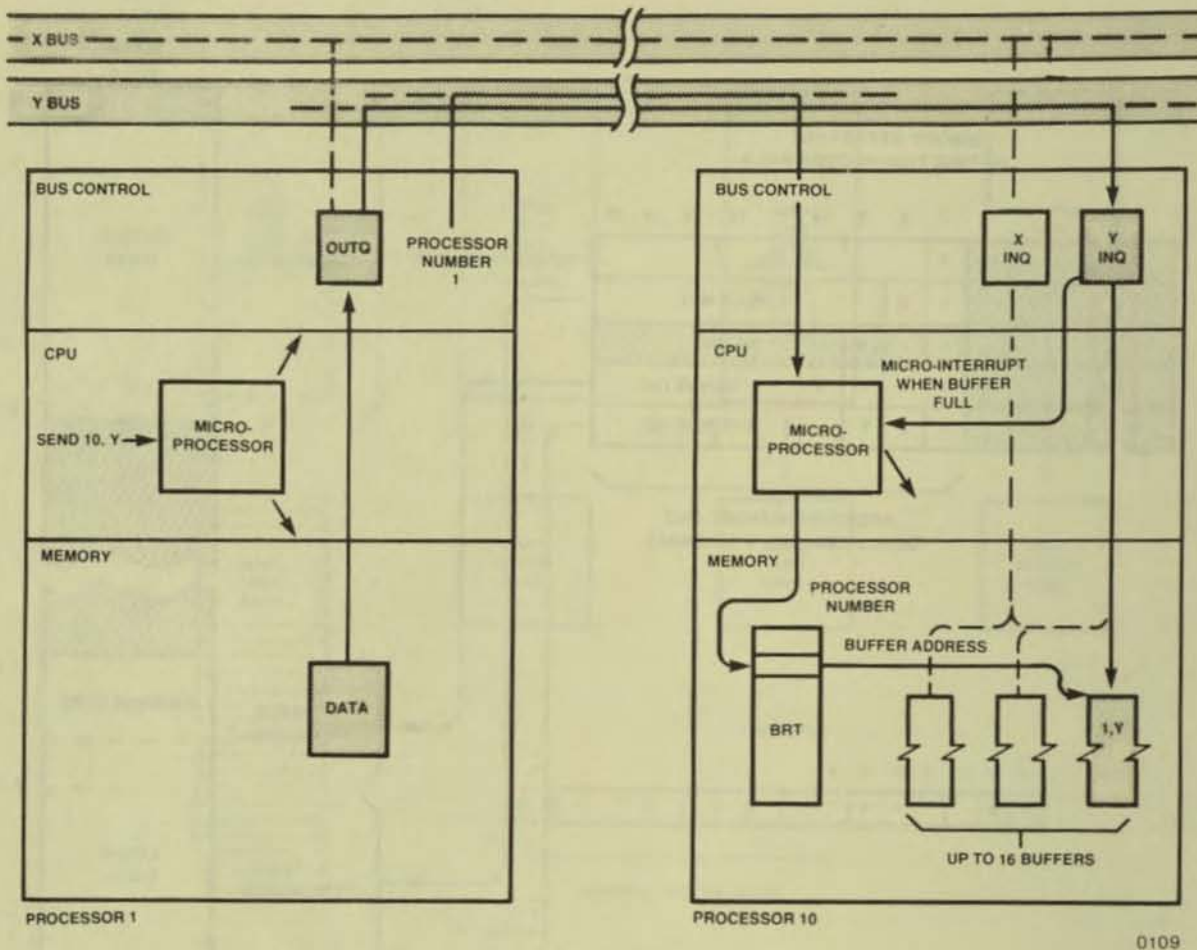 X BUS
Y BUS
BUS CONTROL
OUTQ
PROCESSOR
NUMBER
1
CPU
SEND 10. Y
MICRO-
PROCESSOR
MEMORY
DATA
PROCESSOR 1
BUS CONTROL
X
INQ
Y
INQ
CPU
MICRO-INTERRUPT
WHEN BUFFER
FULL
MICRO-
PROCESSOR
MEMORY
PROCESSOR
NUMBER
BUFFER ADDRESS
BRT
1,Y
UP TO 16 BUFFERS
PROCESSOR 10
0109